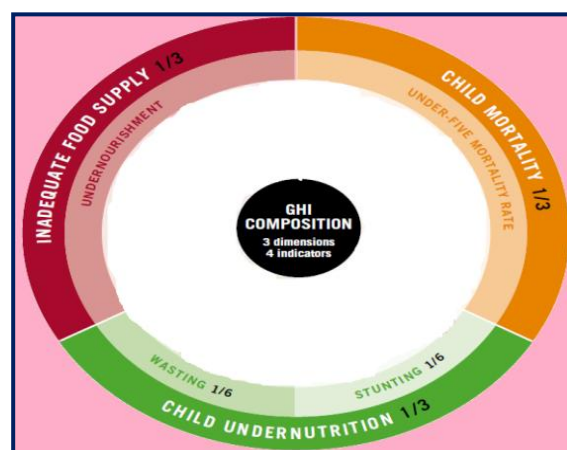 INADEQUATE FOOD SUPPLY 1/3
UNDERNOURISHMENT
CHILD MORTALITY 1/3
UNDER-FIVE MORTALITY RATE
GHI
COMPOSITION
3 dimensions
4 indicators
WASTING 1/6
STUNTING 1/6
CHILD UNDERNUTRITION 1/3